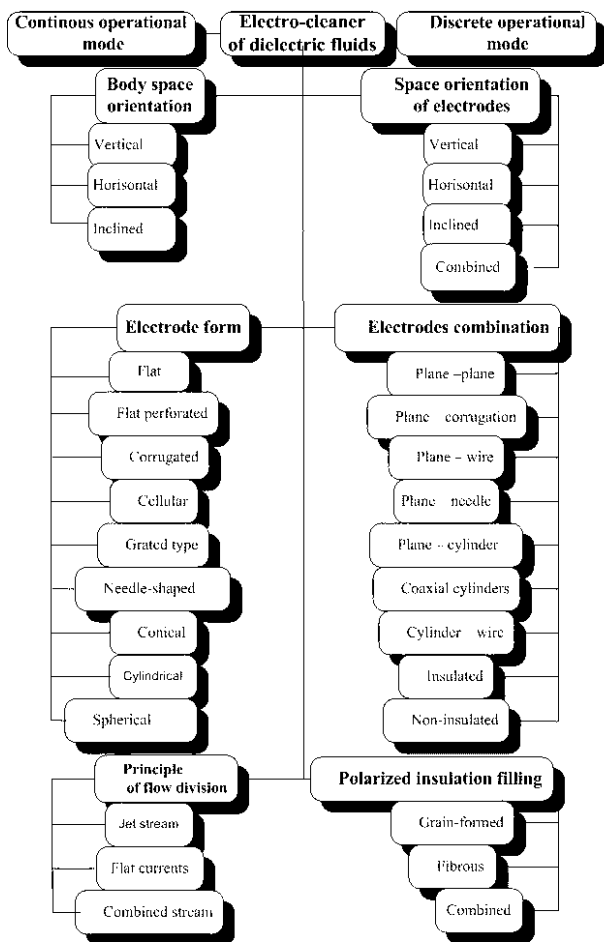 Continous operational
mode
Electro-cleaner
of dielectric fluids
Discrete operational
mode
Body space
orientation
Vertical
Horisontal
Inclined
Space orientation
of electrodes
Vertical
Horisontal
Inclined
Combined
Electrode form
Flat
Flat perforated
Corrugated
Cellular
Grated type
Needle-shaped
Conical
Cylindrical
Spherical
Electrodes combination
Plane –plane
Plane corrugation
Plane – wire
Plane needle
Plane - cylinder
Coaxial cylinders
Cylinder wire
Insulated
Non-insulated
Principle
of flow division
Jet stream
Flat currents
Combined stream
Polarized insulation filling
Grain-formed
Fibrous
Combined